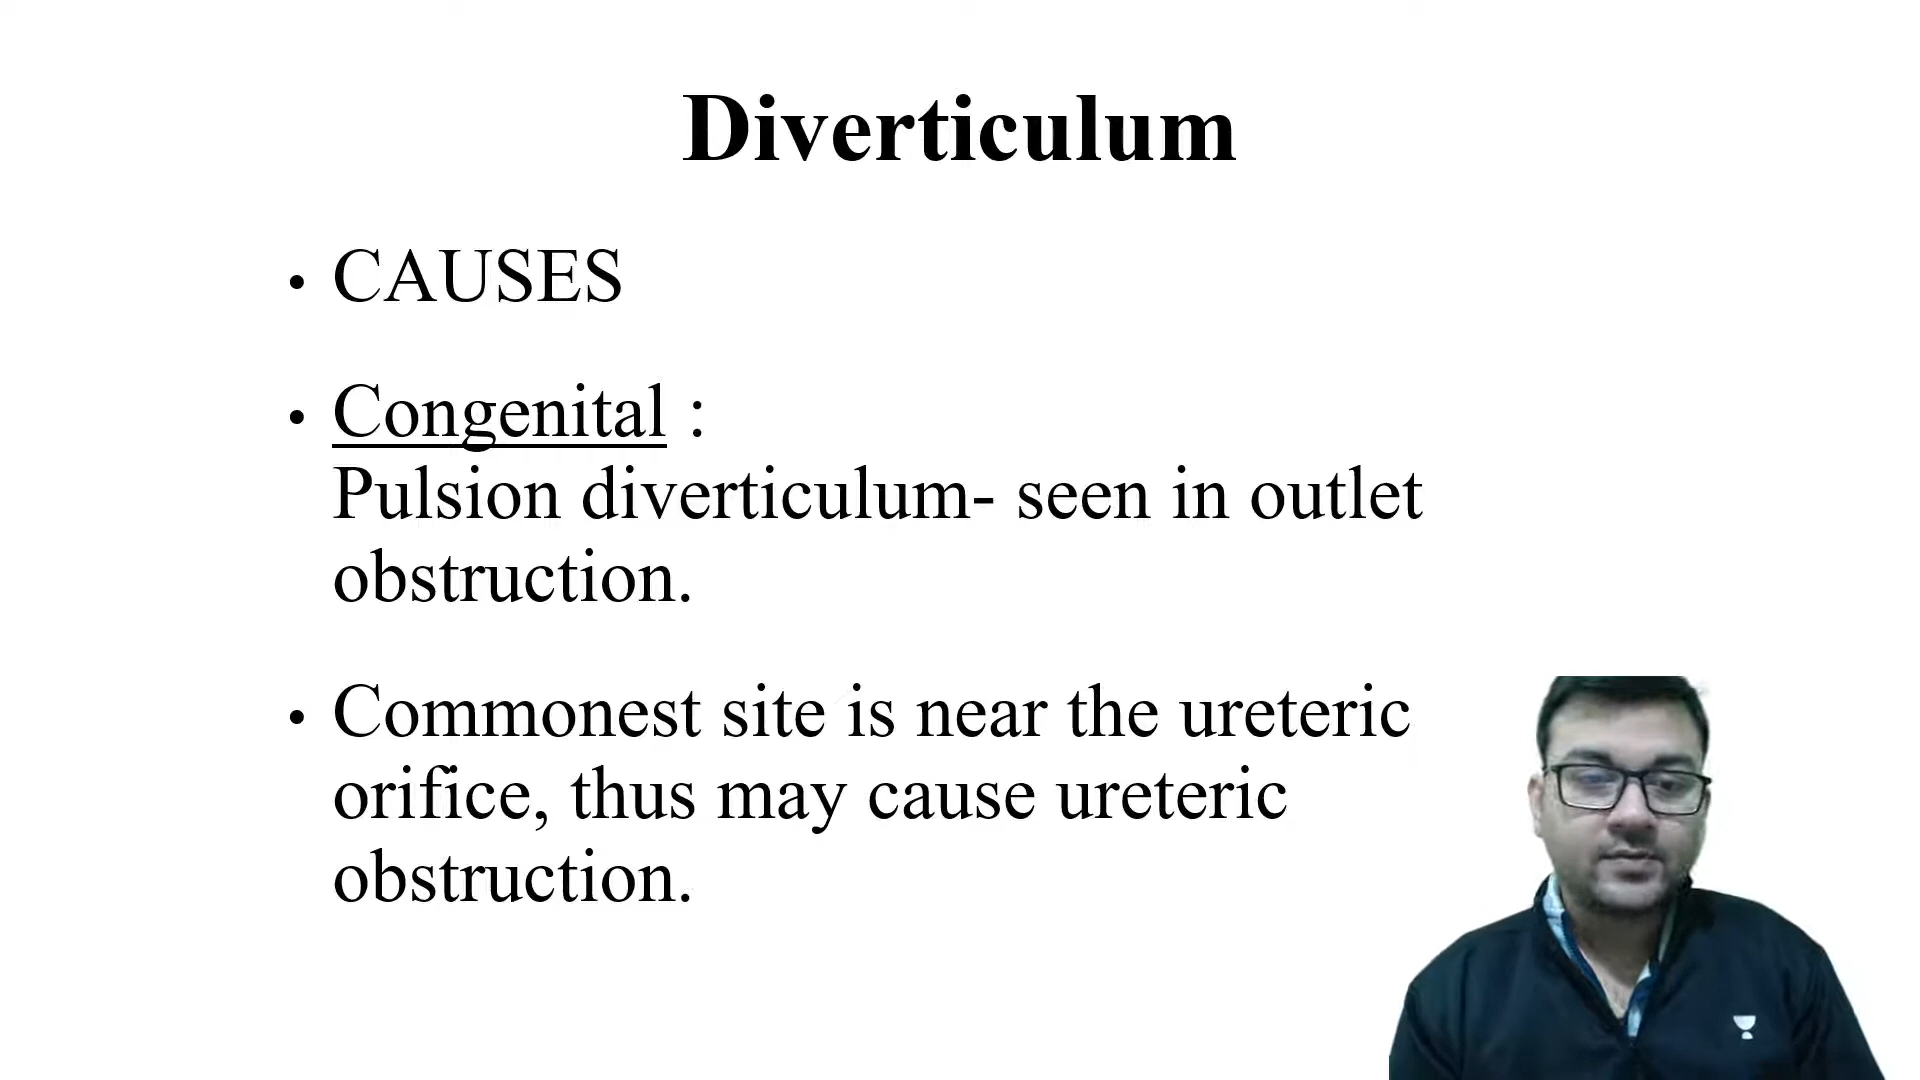 Diverticulum
• CAUSES
• Congenital :
Pulsion diverticulum- seen in outlet
obstruction.
• Commonest site is near the ureteric
orifice, thus may cause ureteric
obstruction.